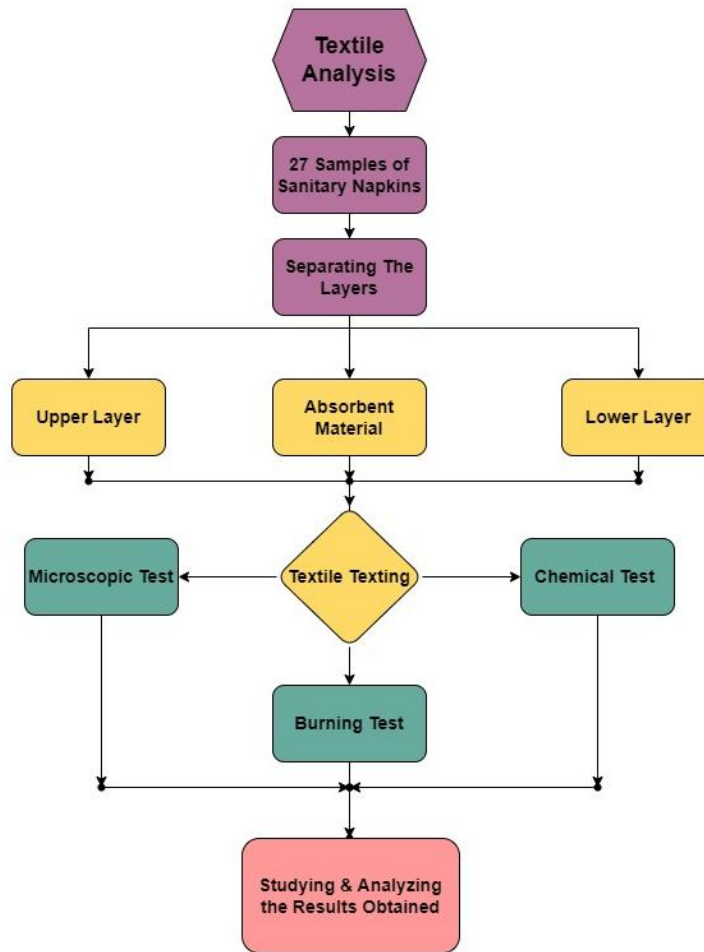 Textile
Analysis
27 Samples of
Sanitary Napkins
Separating The
Layers
Upper Layer
Absorbent
Material
Lower Layer
Microscopic Test
Textile Texting
Chemical Test
Burning Test
Studying & Analyzing
the Results Obtained